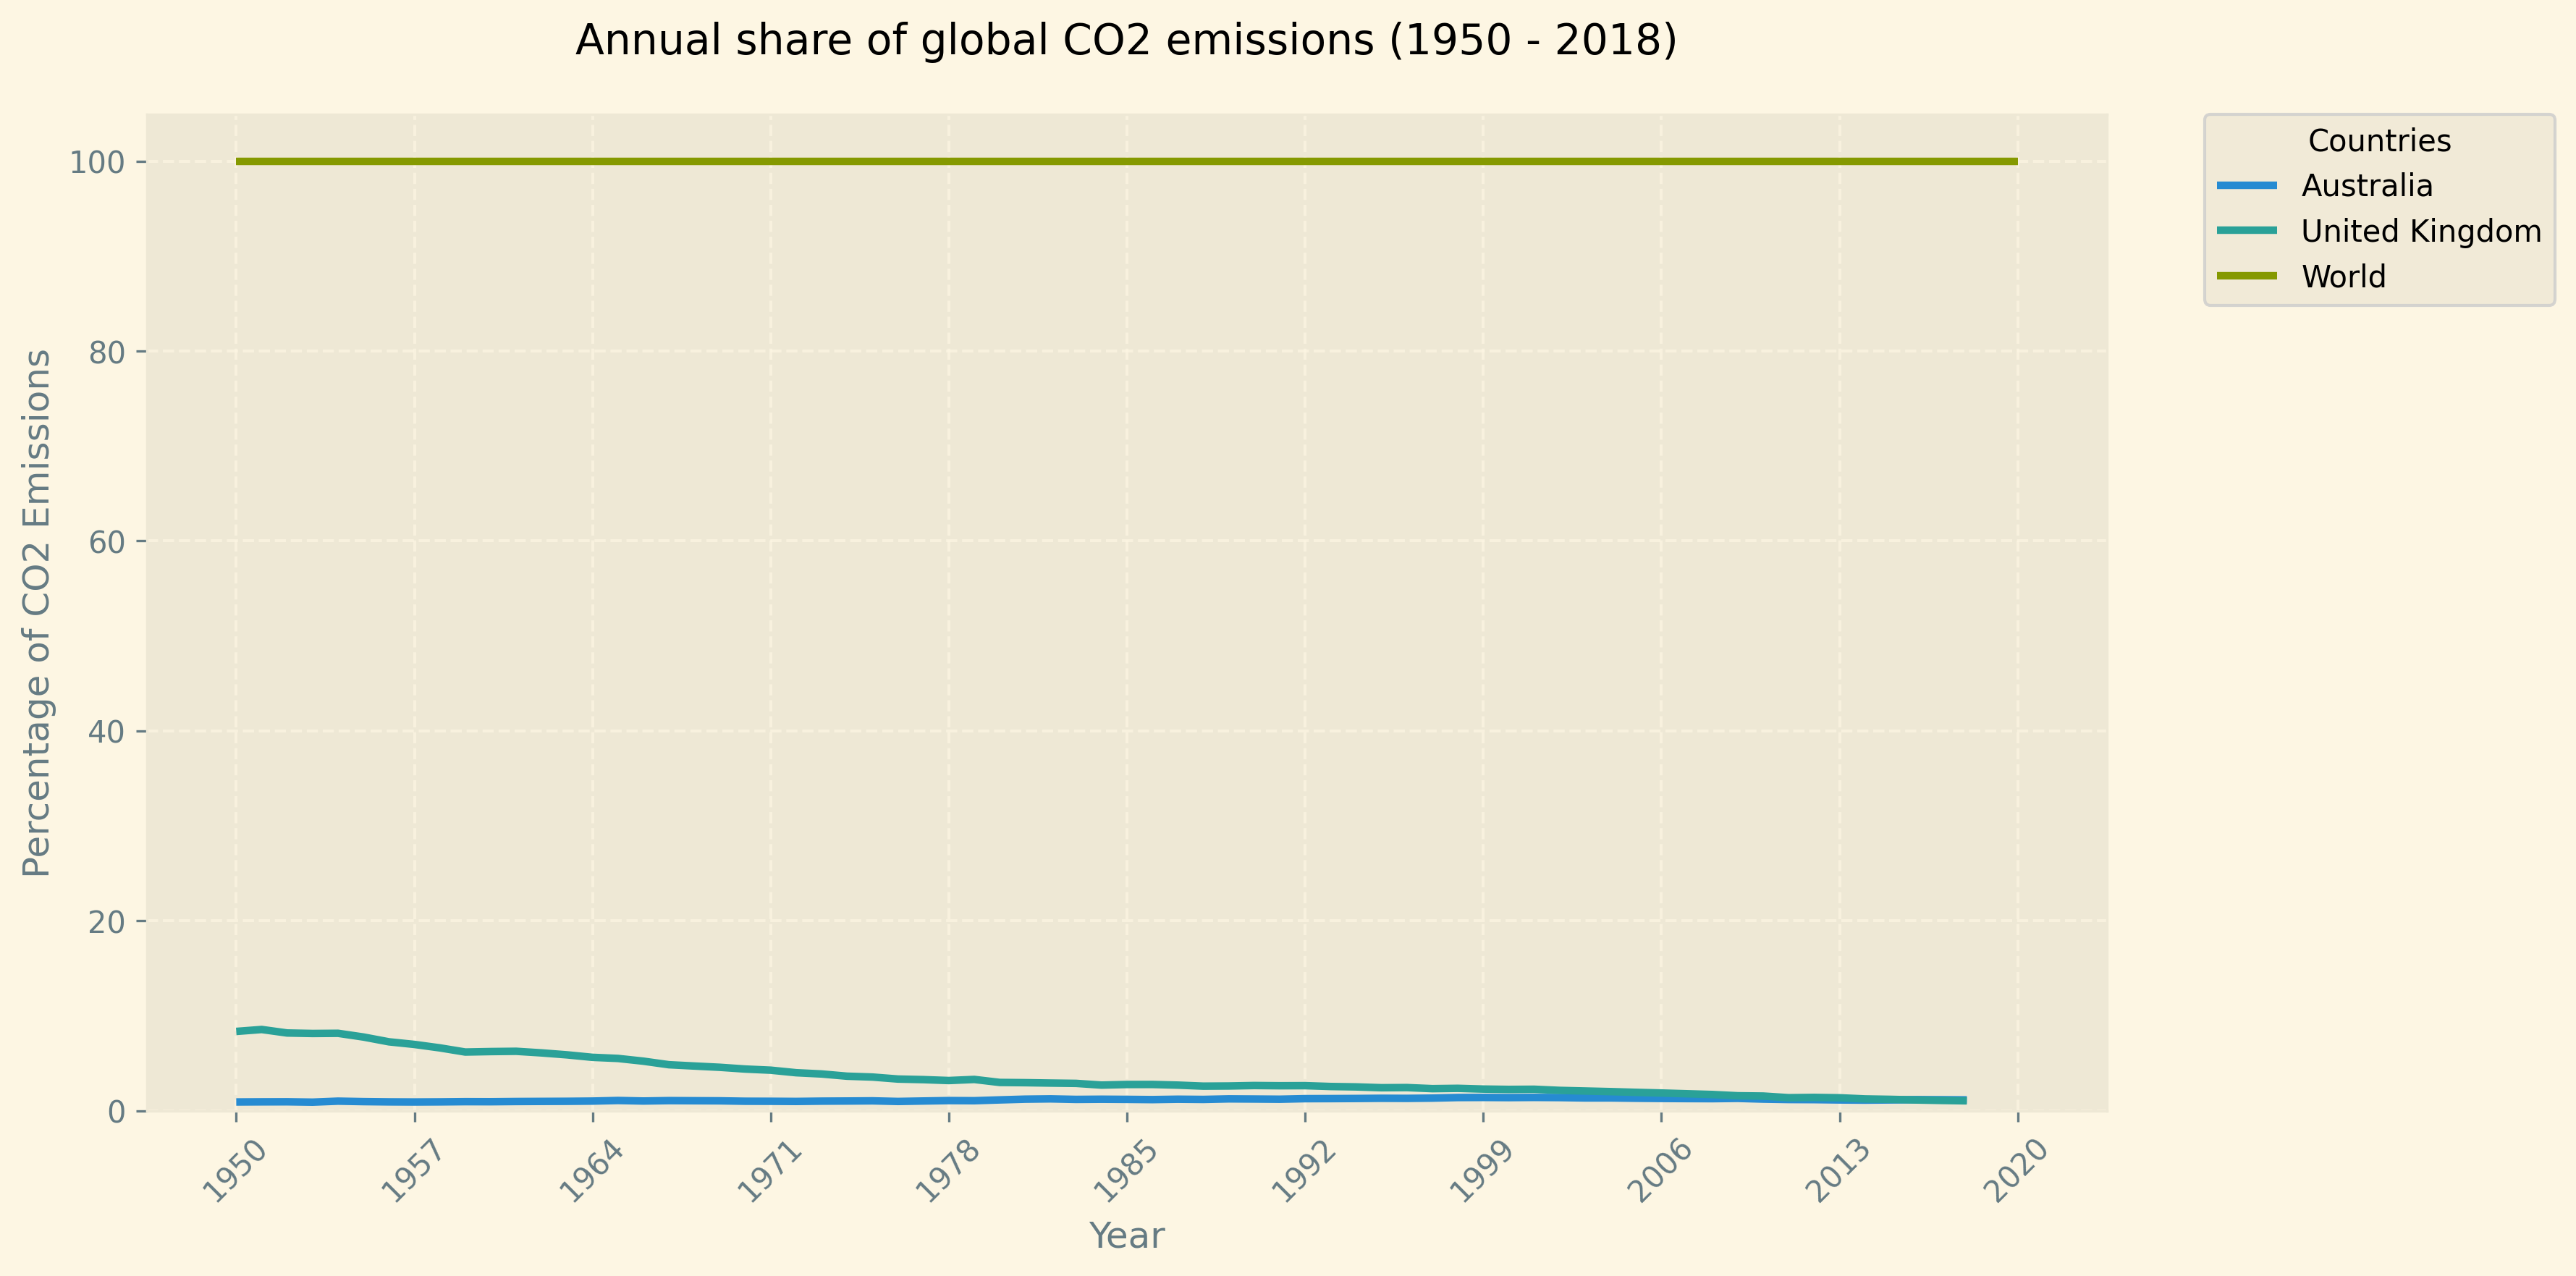 Annual share of global CO2 emissions (1950 - 2018)
Countries
Australia
United Kingdom
World
Percentage of CO2 Emissions
100
80
60
40
20
0
1950
1957
1964
1971
1978
1985
1992
1999
2006
2013
2020
Year